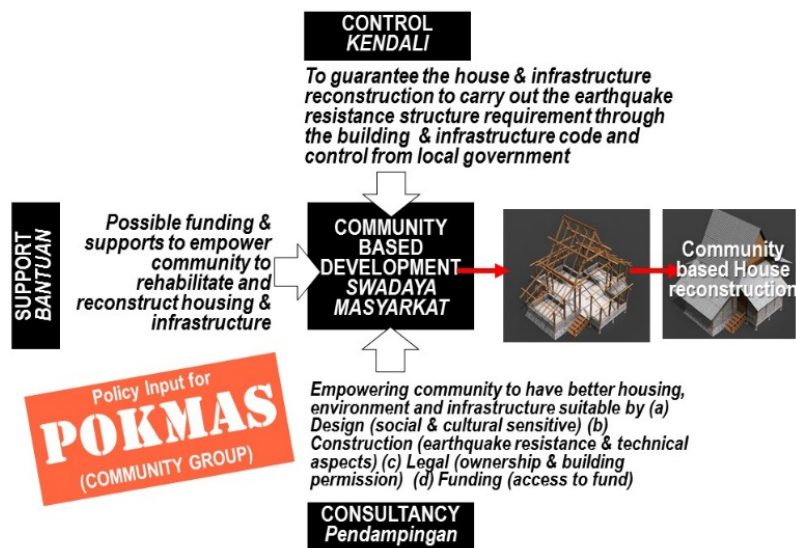 CONTROL
KENDALI
To guarantee the house & infrastructure
reconstruction to carry out the earthquake
resistance structure requirement through
the building & infrastructure code and
control from local government
SUPPORT
BANTUAN
Possible funding &
supports to empower
community to
rehabilitate and
reconstruct housing &
infrastructure
COMMUNITY
BASED
DEVELOPMENT
SWADAYA
MASYARKAT
Community
based House
reconstruction
Policy Input for
POKMAS
(COMMUNITY GROUP)
Empowering community to have better housing,
environment and infrastructure suitable by (a)
Design (social & cultural sensitive) (b)
Construction (earthquake resistance & technical
aspects) (c) Legal (ownership & building
permission) (d) Funding (access to fund)
CONSULTANCY
Pendampingan